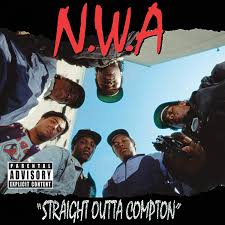 N.W.A
PARENTAL
ADVISORY
EXPLICIT CONTENT
"STRAIGHT OUTTA COMPTON"